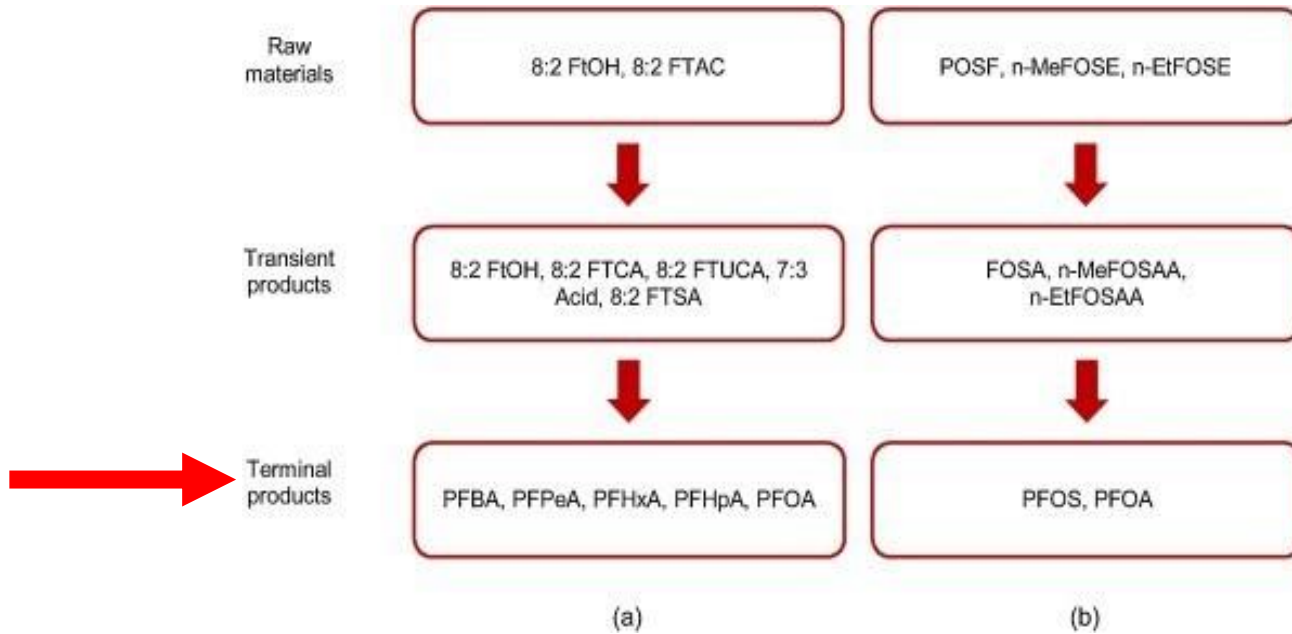 Raw
materials
8:2 FtOH, 8:2 FTAC
POSF, n-MeFOSE, n-EtFOSE
Transient
products
8:2 FtOH, 8:2 FTCA, 8:2 FTUCA, 7:3
Acid, 8:2 FTSA
FOSA, n-MeFOSAA,
n-EtFOSAA
Terminal
products
PFBA, PFPeA, PFHxA, PFHpA, PFOA
PFOS, PFOA
(a)
(b)